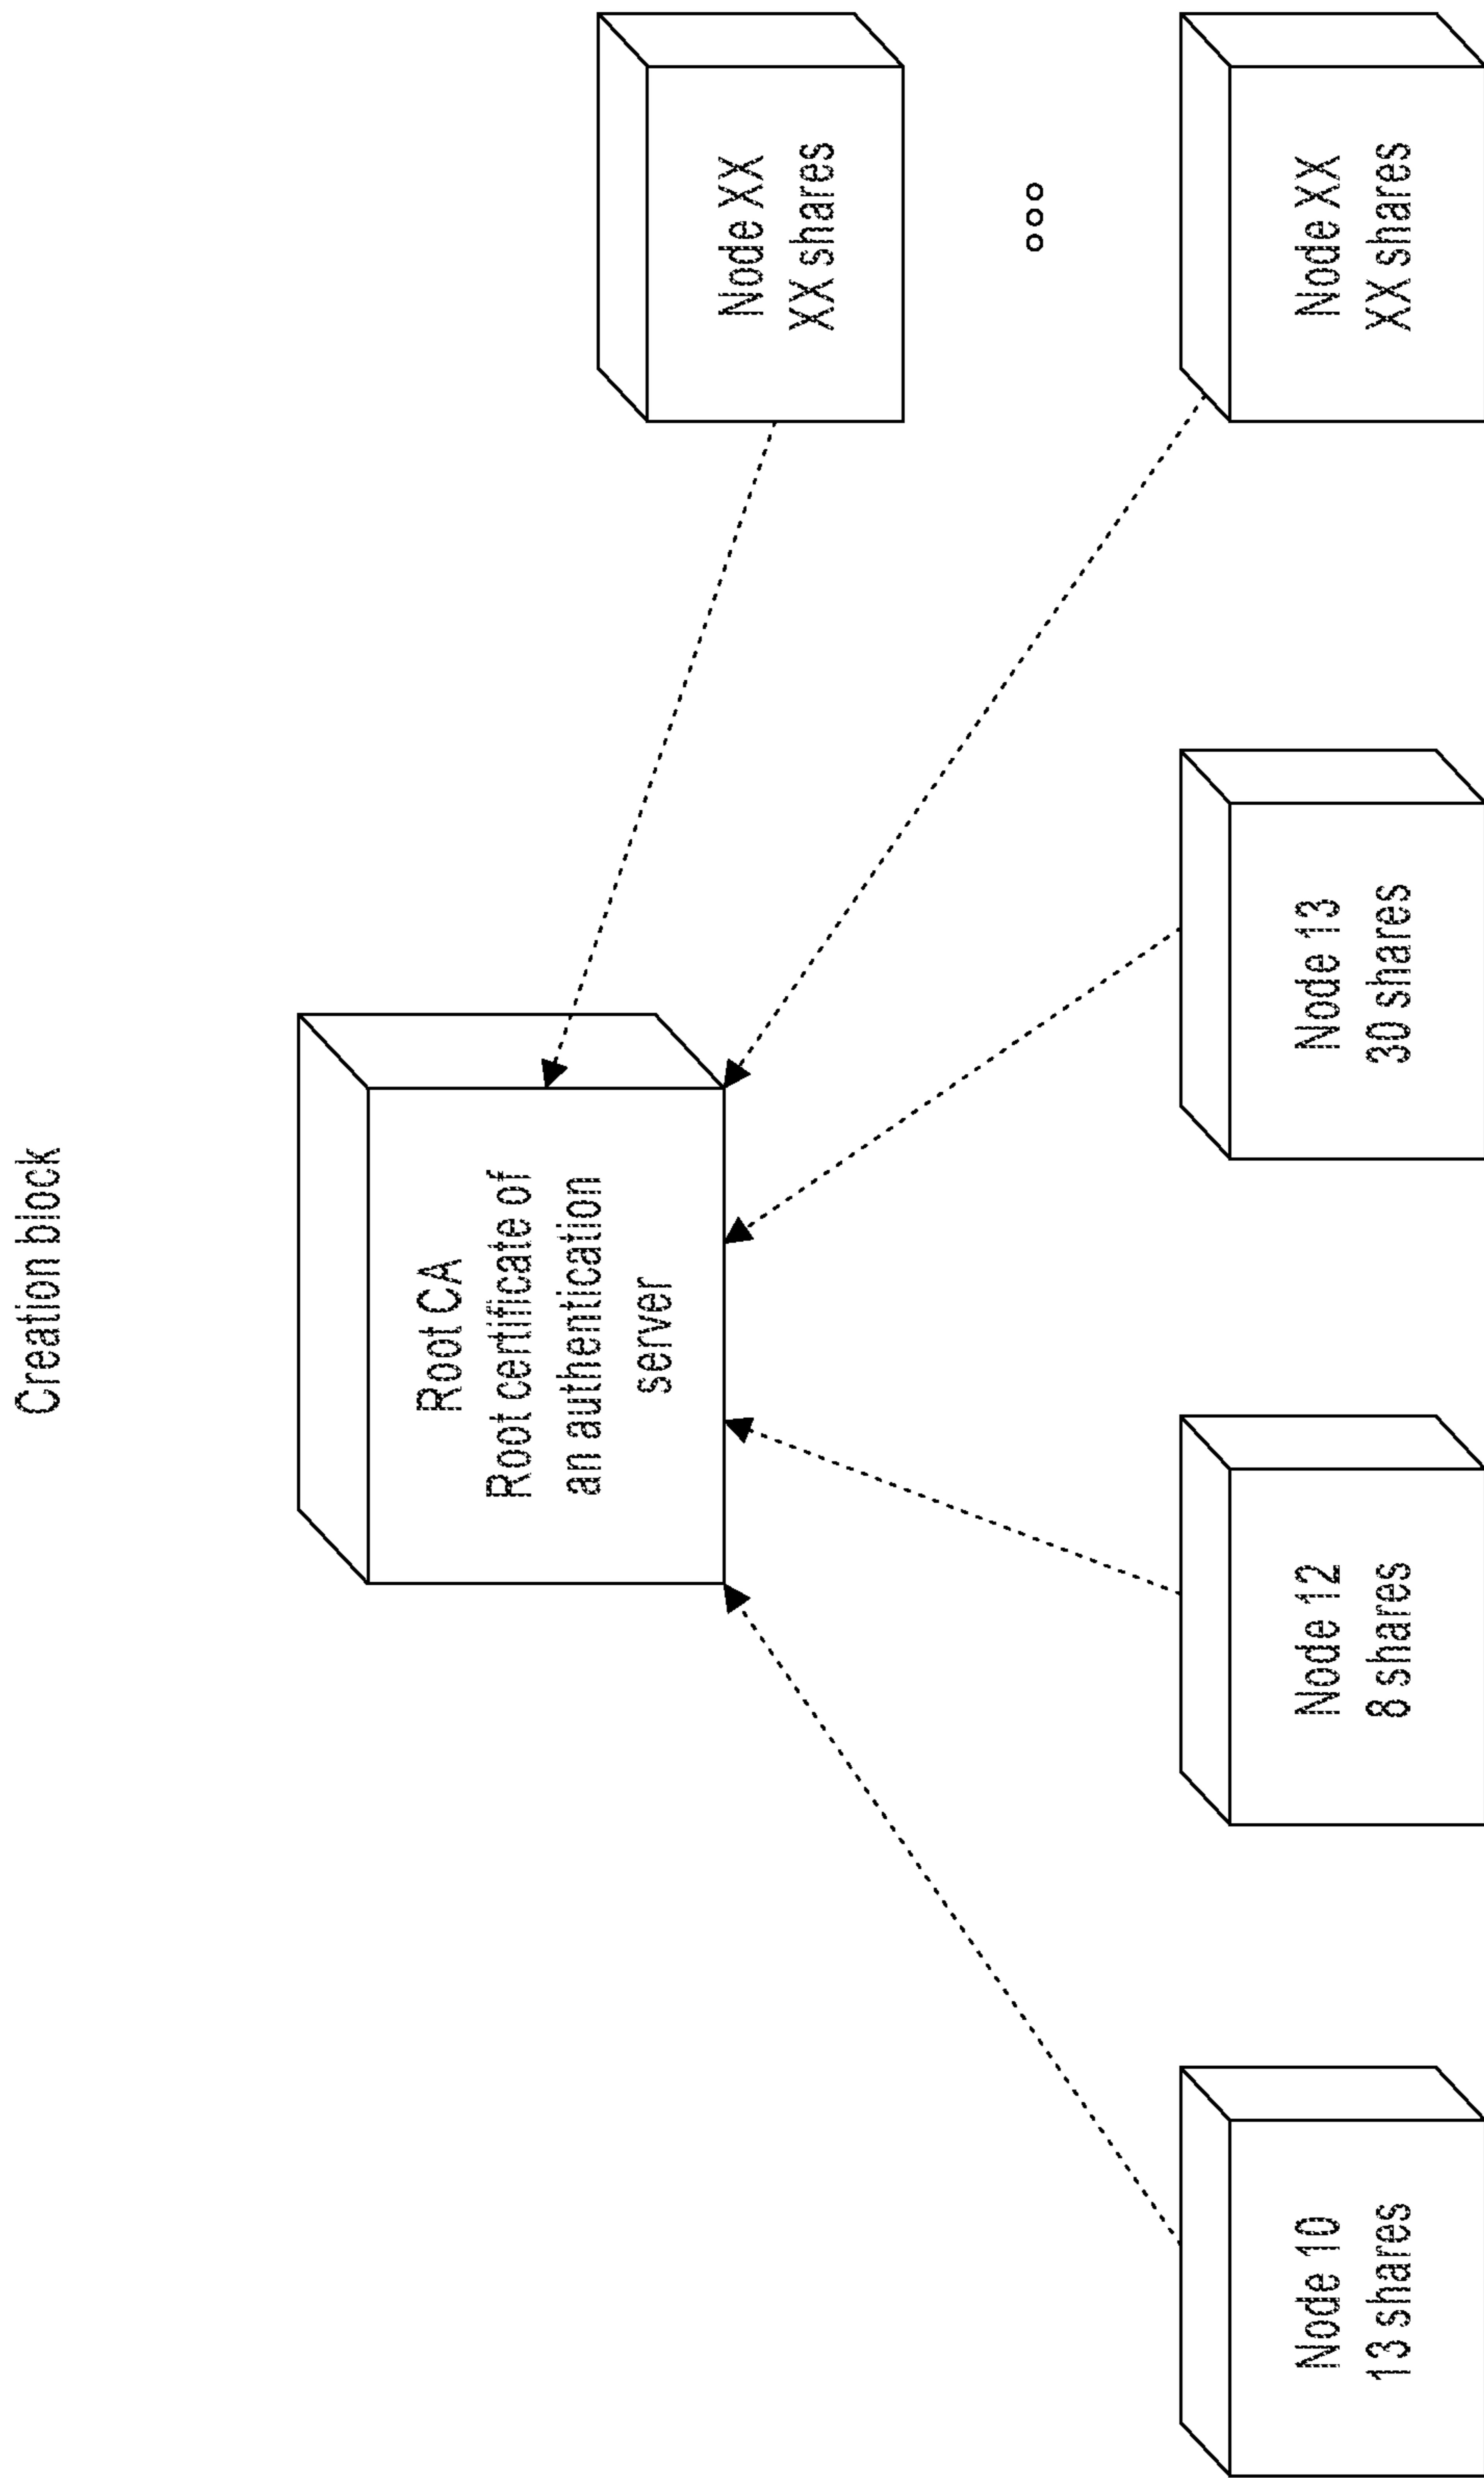 Creation block
Root CA
Root certificate of
an authentication
server
Node XX
XX shares
Node 10
13 shares
Node 12
8 shares
Node 13
30 shares
Node XX
XX shares